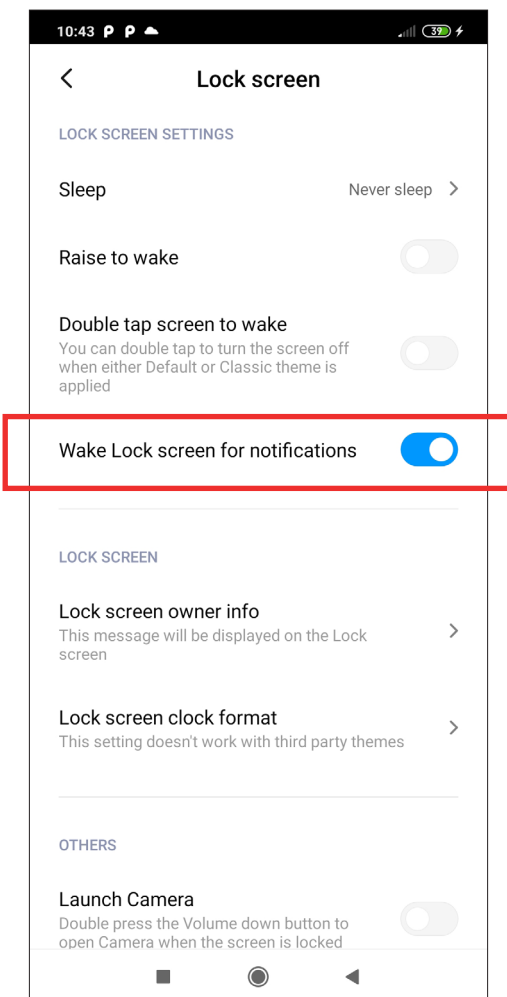 10:43 P P 39
Lock screen
LOCK SCREEN SETTINGS
Sleep Never sleep
Raise to wake
Double tap screen to wake
You can double tap to turn the screen off
when either Default or Classic theme is
applied
Wake Lock screen for notifications
LOCK SCREEN
Lock screen owner info
This message will be displayed on the Lock
screen
Lock screen clock format
This setting doesn't work with third party themes
OTHERS
Launch Camera
Double press the Volume down button to
open Camera when the screen is locked